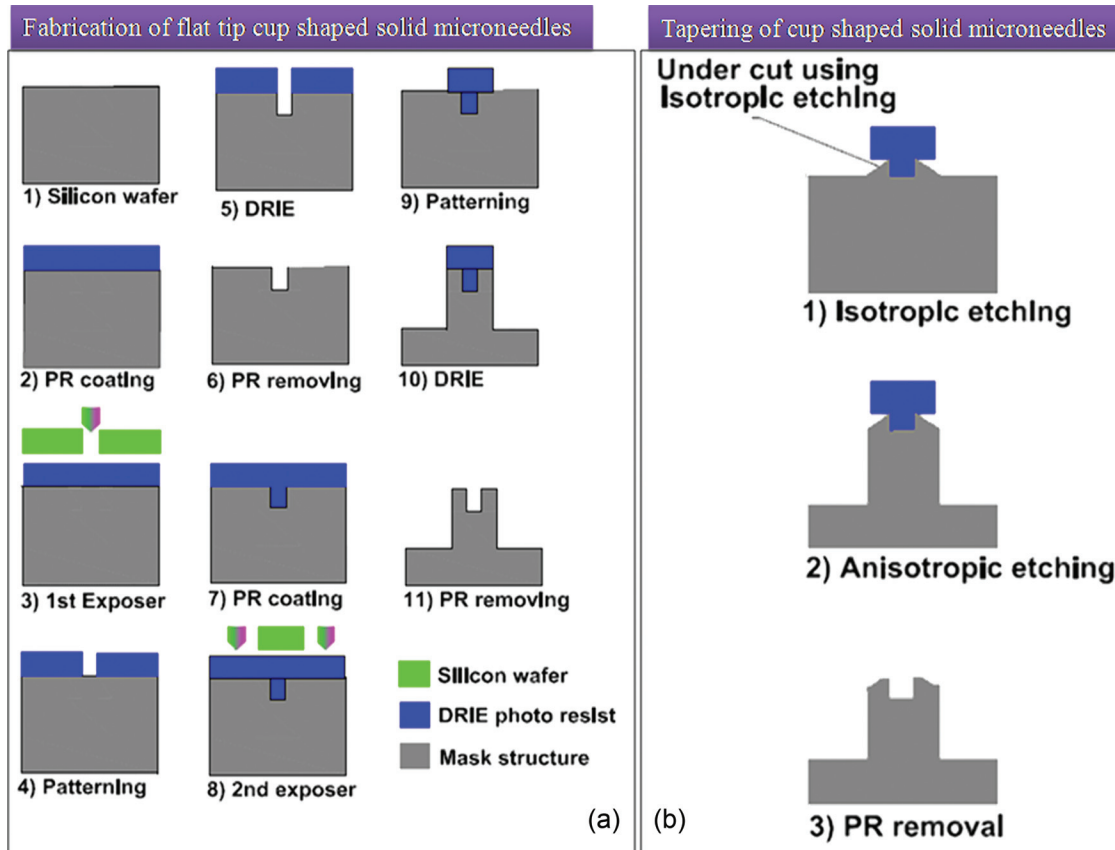 Fabrication of flat tip cup shaped solid microneedles
1) Silicon wafer
2) PR coating
3) 1st Exposer
4) Patterning
5) DRIE
6) PR removing
7) PR coating
8) 2nd exposer
9) Patterning
10) DRIE
11) PR removing
Silicon wafer
DRIE photo resist
Mask structure
(a)
Tapering of cup shaped solid microneedles
Under cut using
Isotropic etching
1) Isotropic etching
2) Anisotropic etching
3) PR removal
(b)